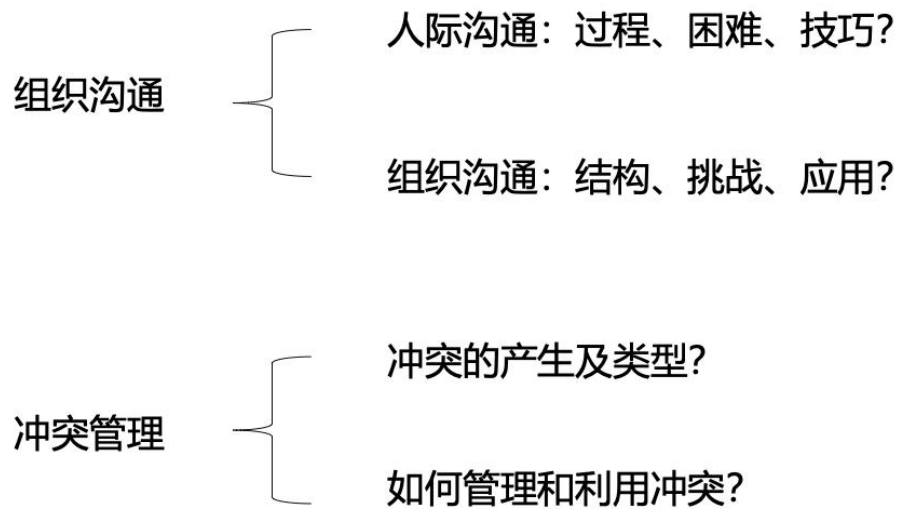 人际沟通：过程、困难、技巧？
组织沟通
组织沟通：结构、挑战、应用？
冲突的产生及类型？
冲突管理
如何管理和利用冲突？